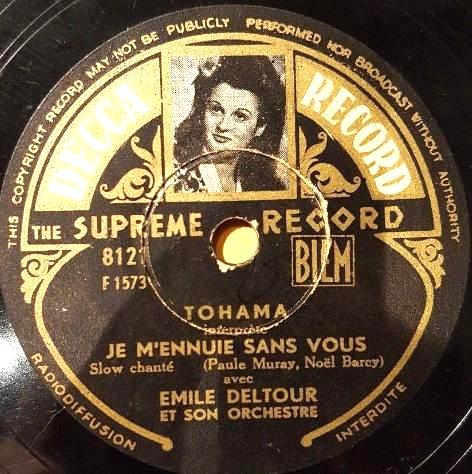 THIS COPYRIGHT RECORD MAY NOT BE PUBLICLY PERFORMED NOR BROADCAST WITHOUT AUTHORITY
DECCA RECORD
THE SUPREME RECORD
8121 BIEM
F 1573
TOHAMA
interprète
JE M'ENNUIE SANS VOUS
Slow chanté (Paule Muray, Noël Barcy)
avec
EMILE DELTOUR
ET SON ORCHESTRE
RADIODIFFUSION INTERDITE